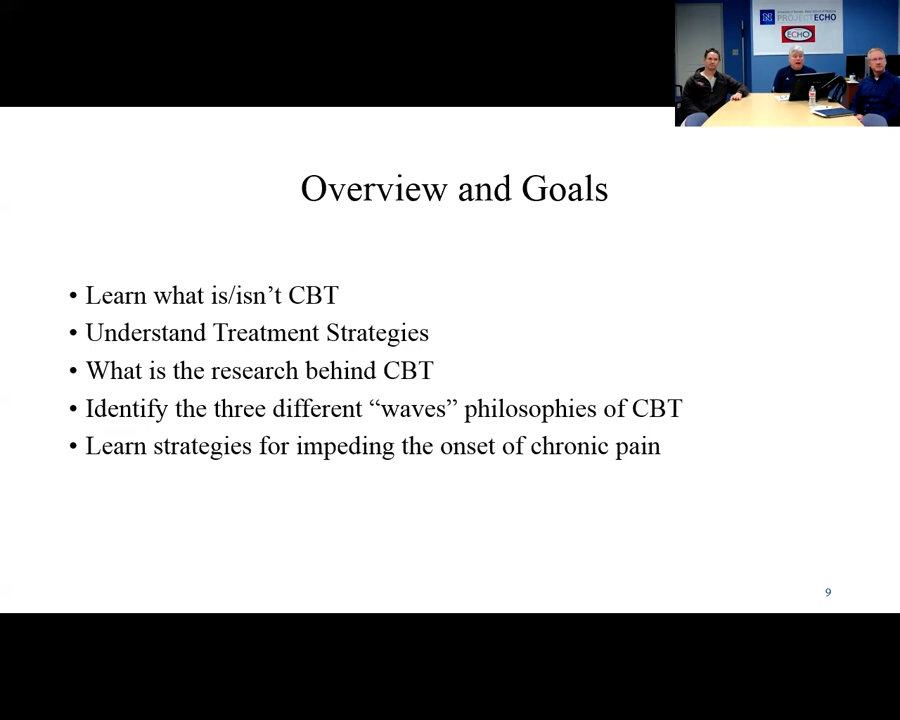 PROJECT ECHO
ECHO
Overview and Goals
• Learn what is/isn’t CBT
• Understand Treatment Strategies
• What is the research behind CBT
• Identify the three different “waves” philosophies of CBT
• Learn strategies for impeding the onset of chronic pain
9